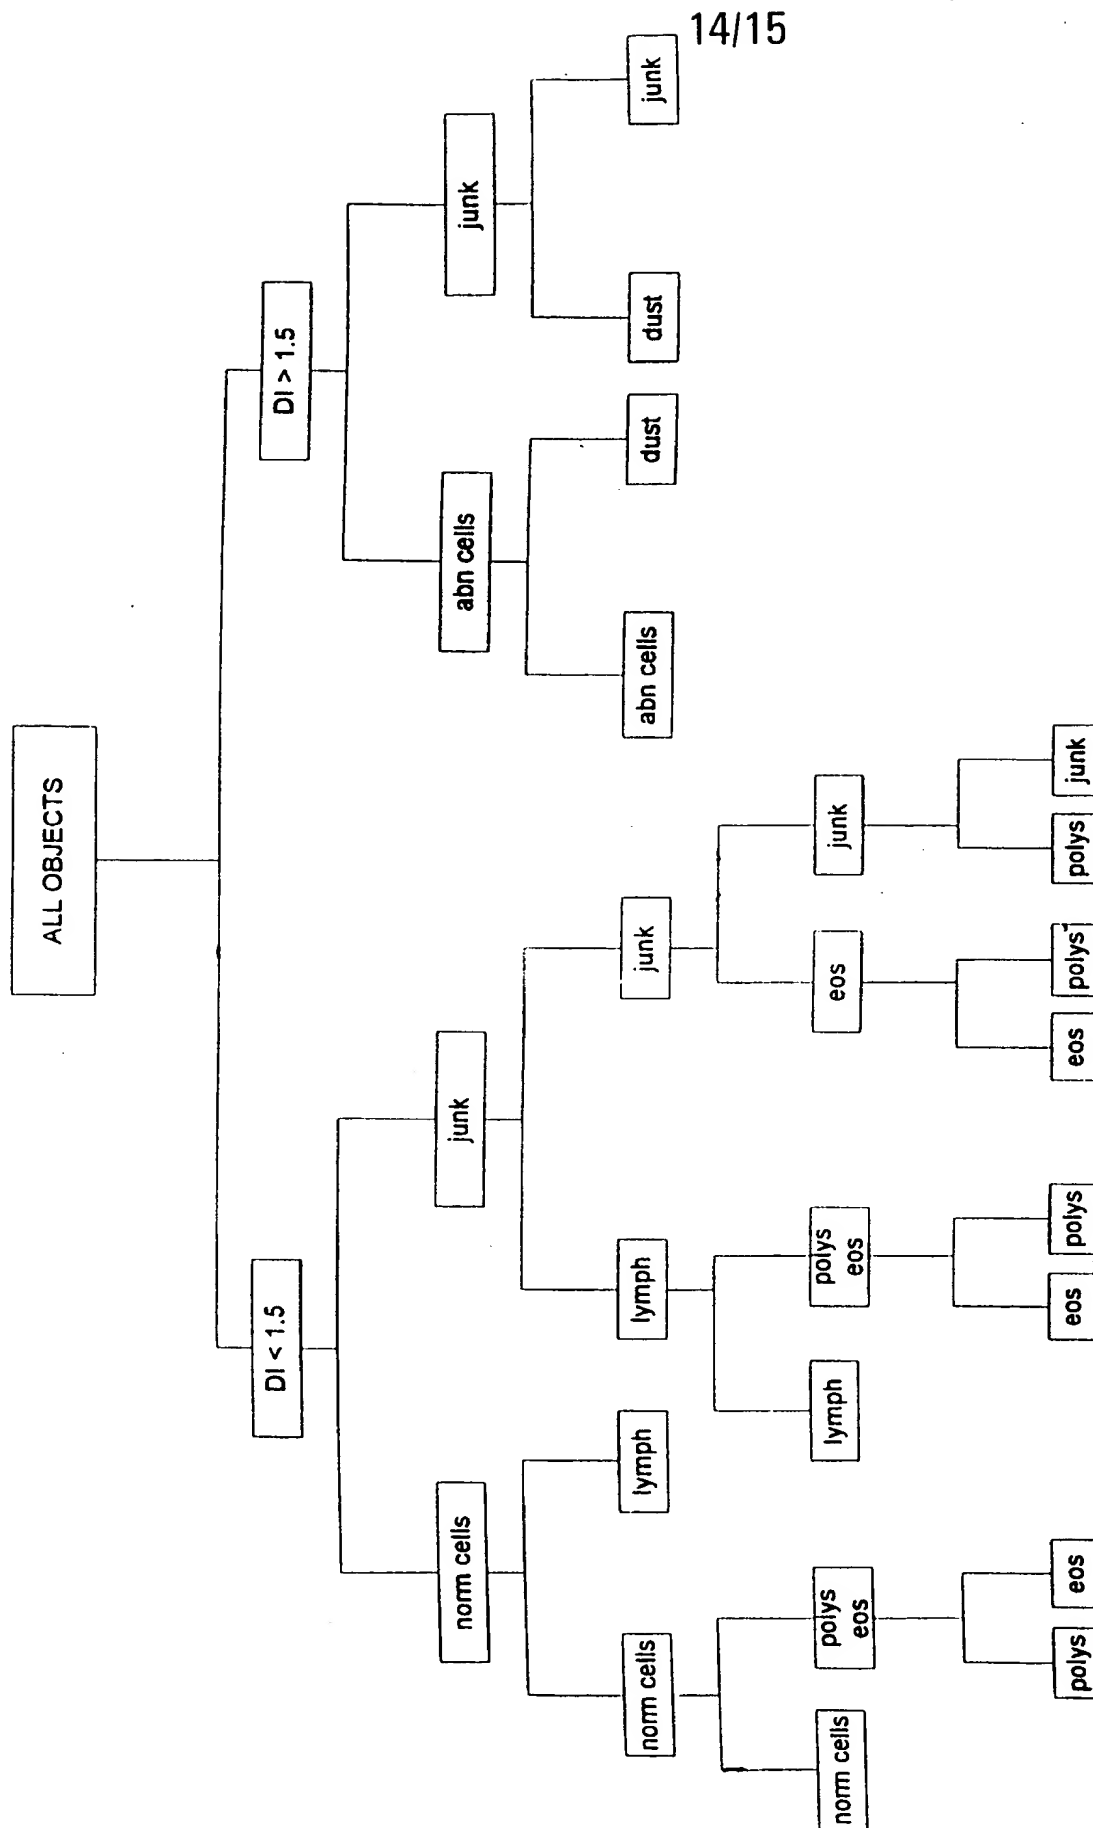 14/15
ALL OBJECTS
DI < 1.5
DI > 1.5
norm cells
junk
abn cells
junk
norm cells
lymph
lymph
junk
abn cells
dust
dust
junk
norm cells
polys
eos
lymph
polys
eos
eos
junk
polys
eos
eos
polys
eos
polys
polys
junk